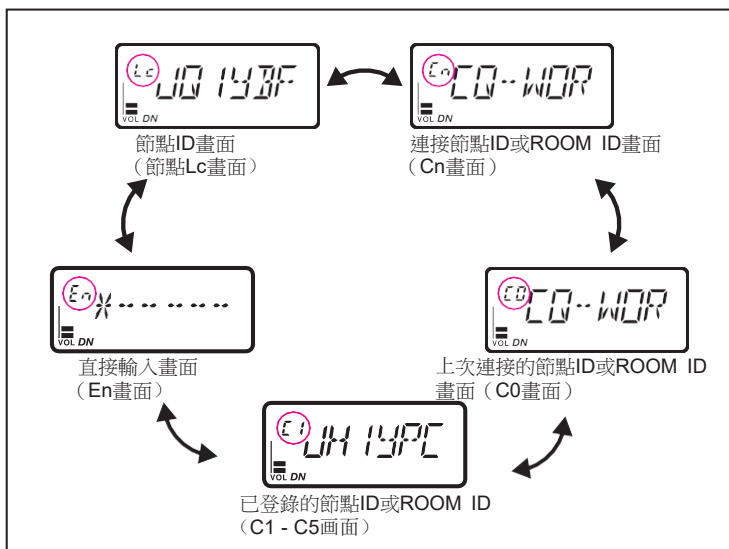 Lc JQ1YBF
VOL DN
節點ID畫面
（節點Lc畫面）
Cn CQ-WOR
VOL DN
連接節點ID或ROOM ID畫面
（Cn畫面）
En *------
VOL DN
直接輸入畫面
（En畫面）
C0 CQ-WOR
VOL DN
上次連接的節點ID或ROOM ID
畫面（C0畫面）
C1 JH1YPC
VOL DN
已登錄的節點ID或ROOM ID
（C1 - C5画面）